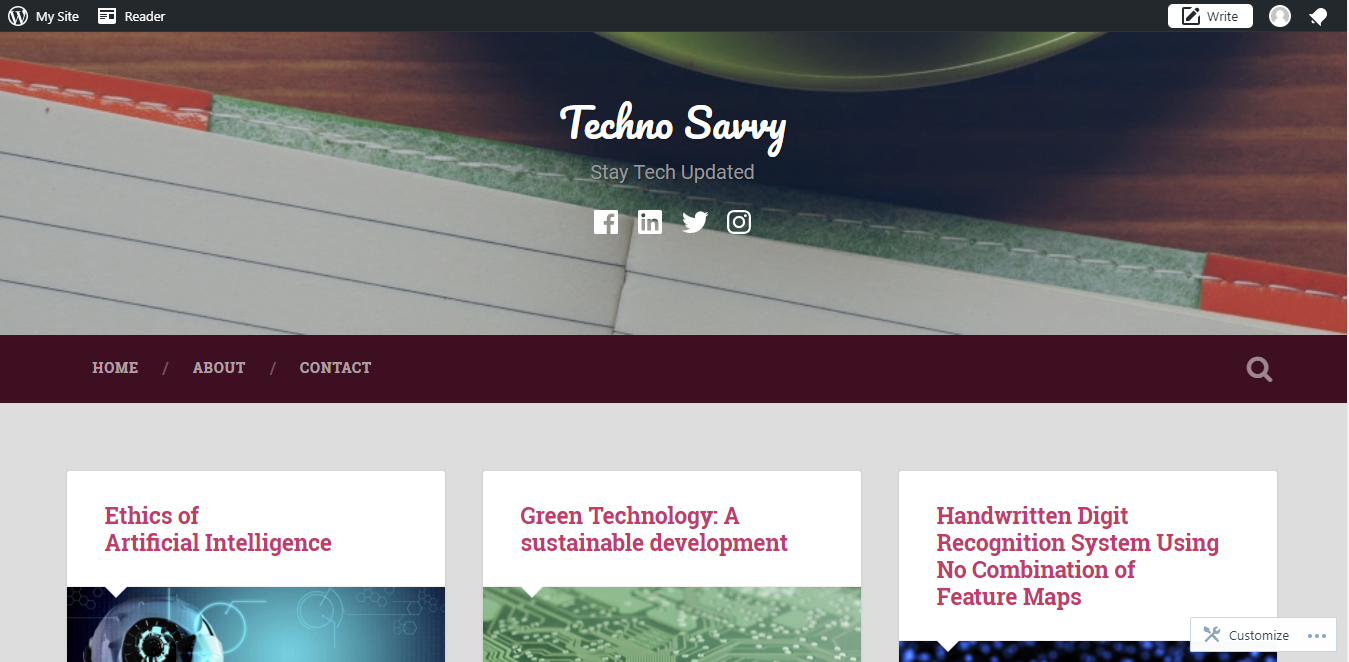 My Site
Reader
Write
Techno Savvy
Stay Tech Updated
HOME / ABOUT / CONTACT
Ethics of
Artificial Intelligence
Green Technology: A
sustainable development
Handwritten Digit
Recognition System Using
No Combination of
Feature Maps
Customize